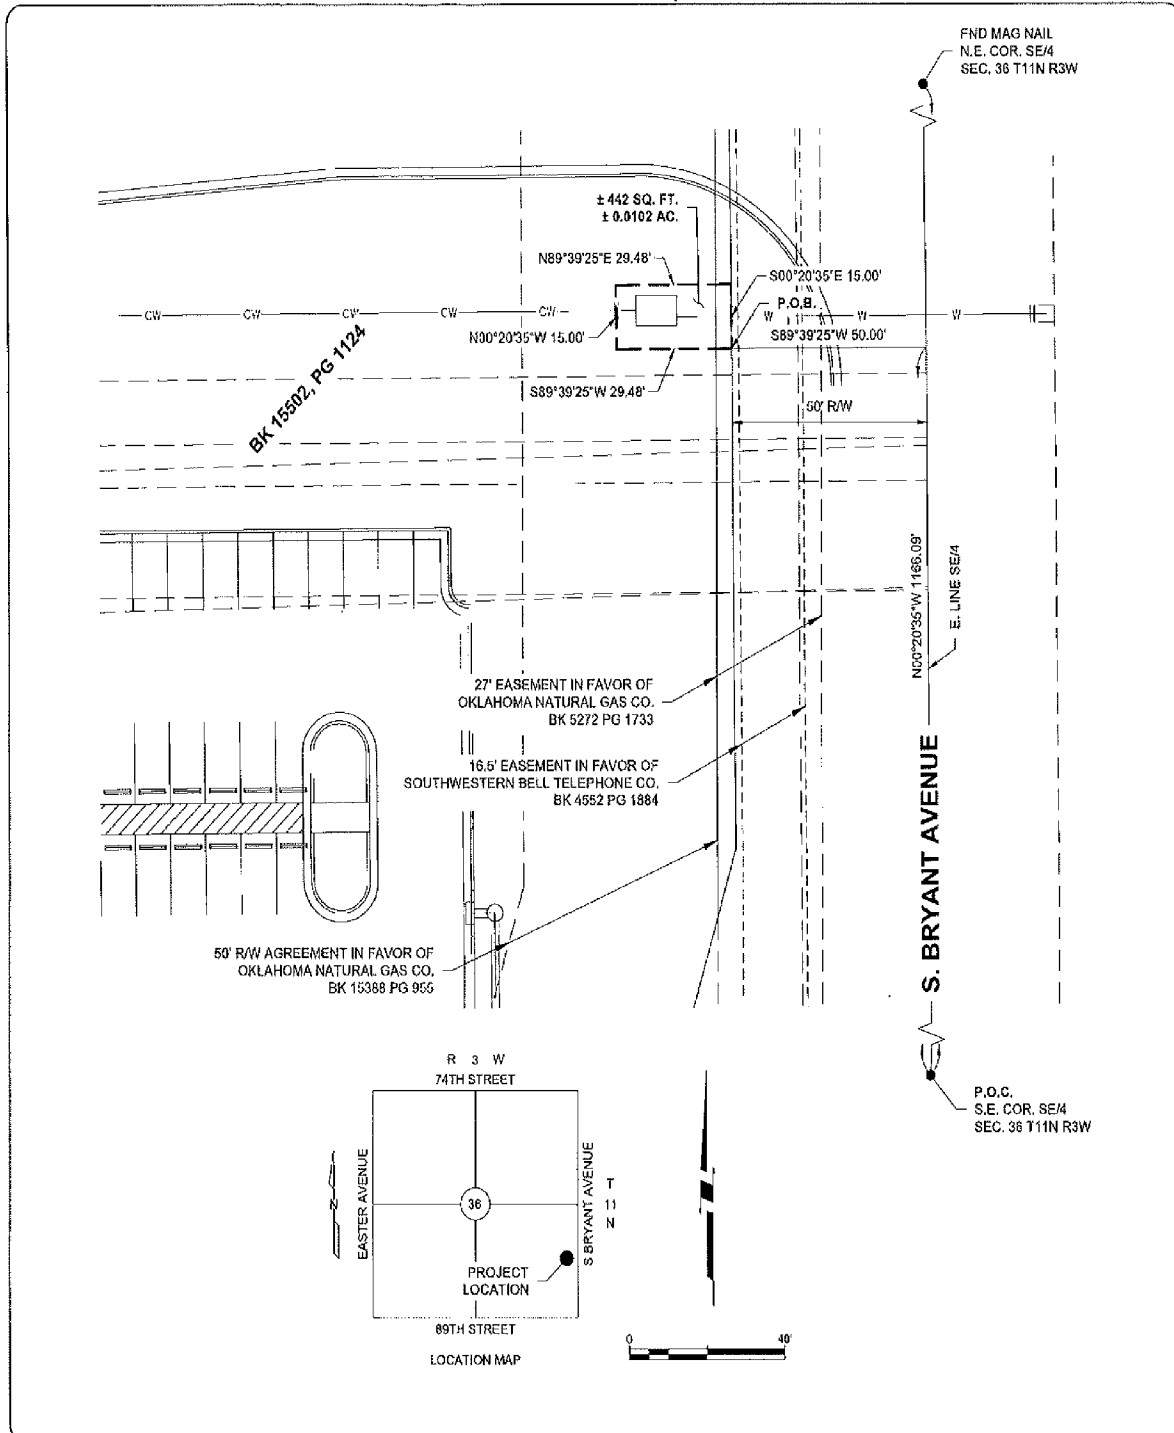 FND MAG NAIL
N.E. COR. SE/4
SEC. 36 T11N R3W
± 442 SQ. FT.
± 0.0102 AC.
N89°39'25"E 29.48'
S00°20'35"E 15.00'
P.O.B.
CW CW CW CW CW
W W W
N00°20'35"W 15.00'
S89°39'25"W 50.00'
S89°39'25"W 29.48'
50' R/W
BK 15502, PG 1124
N00°20'35"W 1166.09'
E. LINE SE/4
27' EASEMENT IN FAVOR OF
OKLAHOMA NATURAL GAS CO.
BK 5272 PG 1733
16.5' EASEMENT IN FAVOR OF
SOUTHWESTERN BELL TELEPHONE CO.
BK 4552 PG 1884
S. BRYANT AVENUE
50' R/W AGREEMENT IN FAVOR OF
OKLAHOMA NATURAL GAS CO.
BK 15388 PG 955
P.O.C.
S.E. COR. SE/4
SEC. 36 T11N R3W
R 3 W
74TH STREET
EASTER AVENUE
N
36
S BRYANT AVENUE
T
11
N
PROJECT
LOCATION
89TH STREET
LOCATION MAP
0 40'